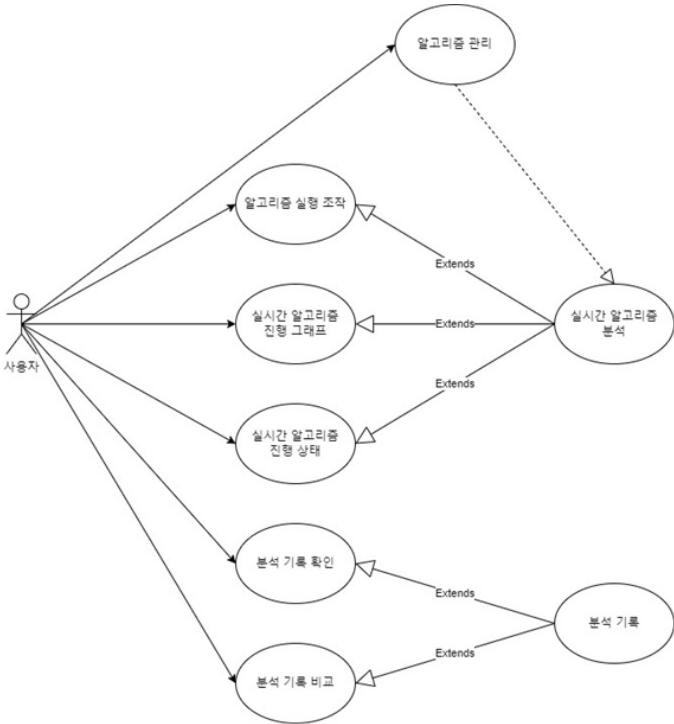 알고리즘 관리
알고리즘 실행 조작
Extends
실시간 알고리즘
진행 그래프
Extends
실시간 알고리즘
분석
사용자
Extends
실시간 알고리즘
진행 상태
분석 기록 확인
Extends
분석 기록
Extends
분석 기록 비교